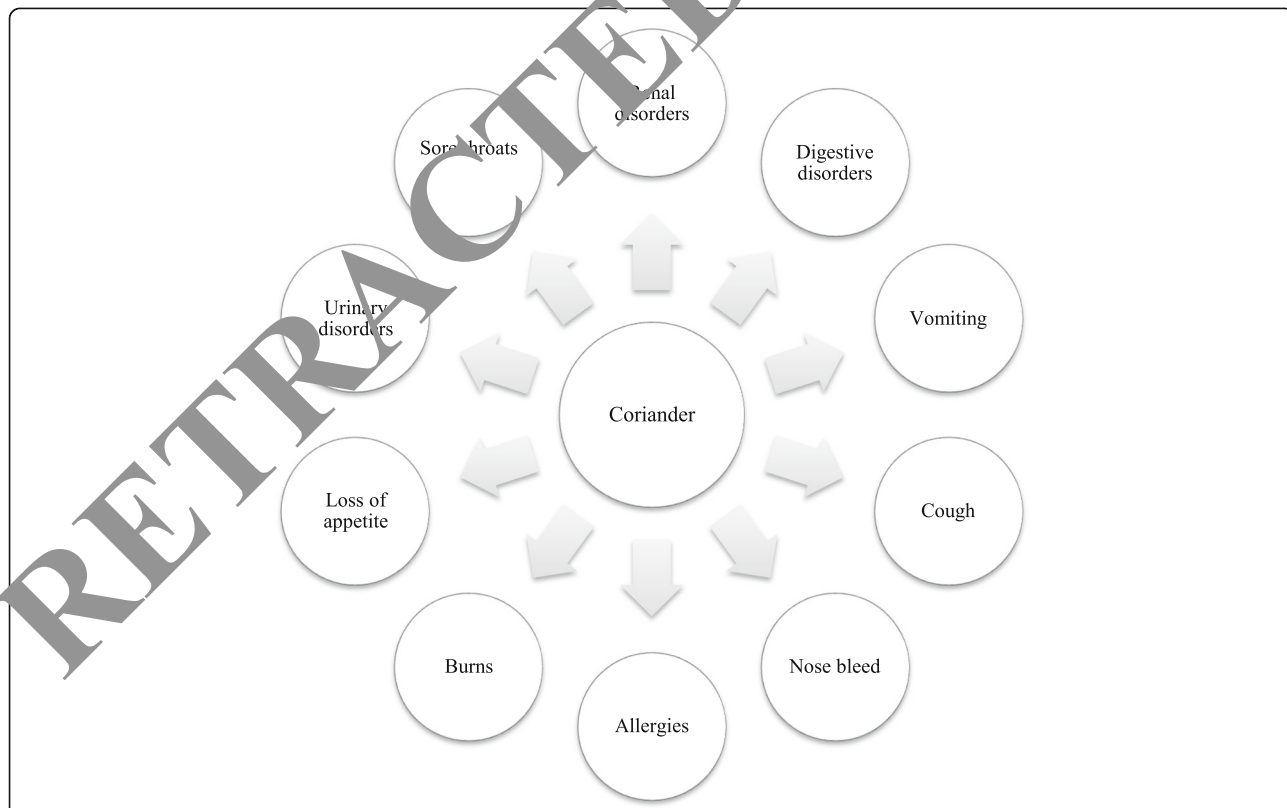 RETRACTED
Renal
disorders
Digestive
disorders
Vomiting
Cough
Nose bleed
Allergies
Burns
Loss of
appetite
Urinary
disorders
Sore throats
Coriander